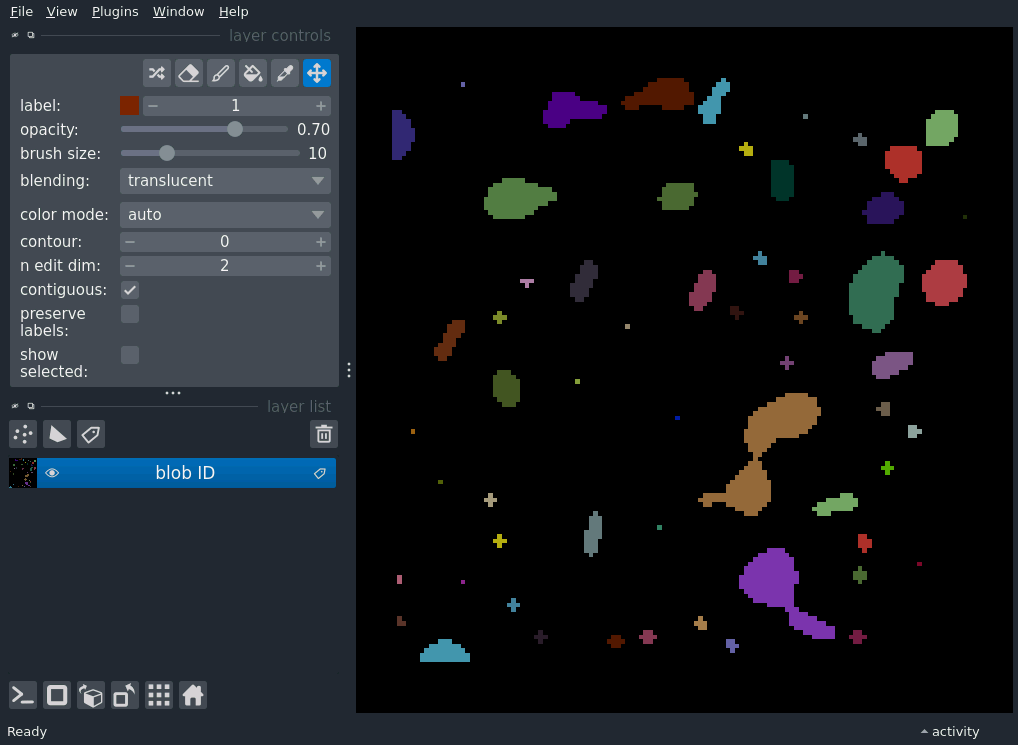 File View Plugins Window Help
layer controls
label: 1
opacity: 0.70
brush size: 10
blending: translucent
color mode: auto
contour: 0
n edit dim: 2
contiguous:
preserve
labels:
show
selected:
layer list
blob ID
Ready activity